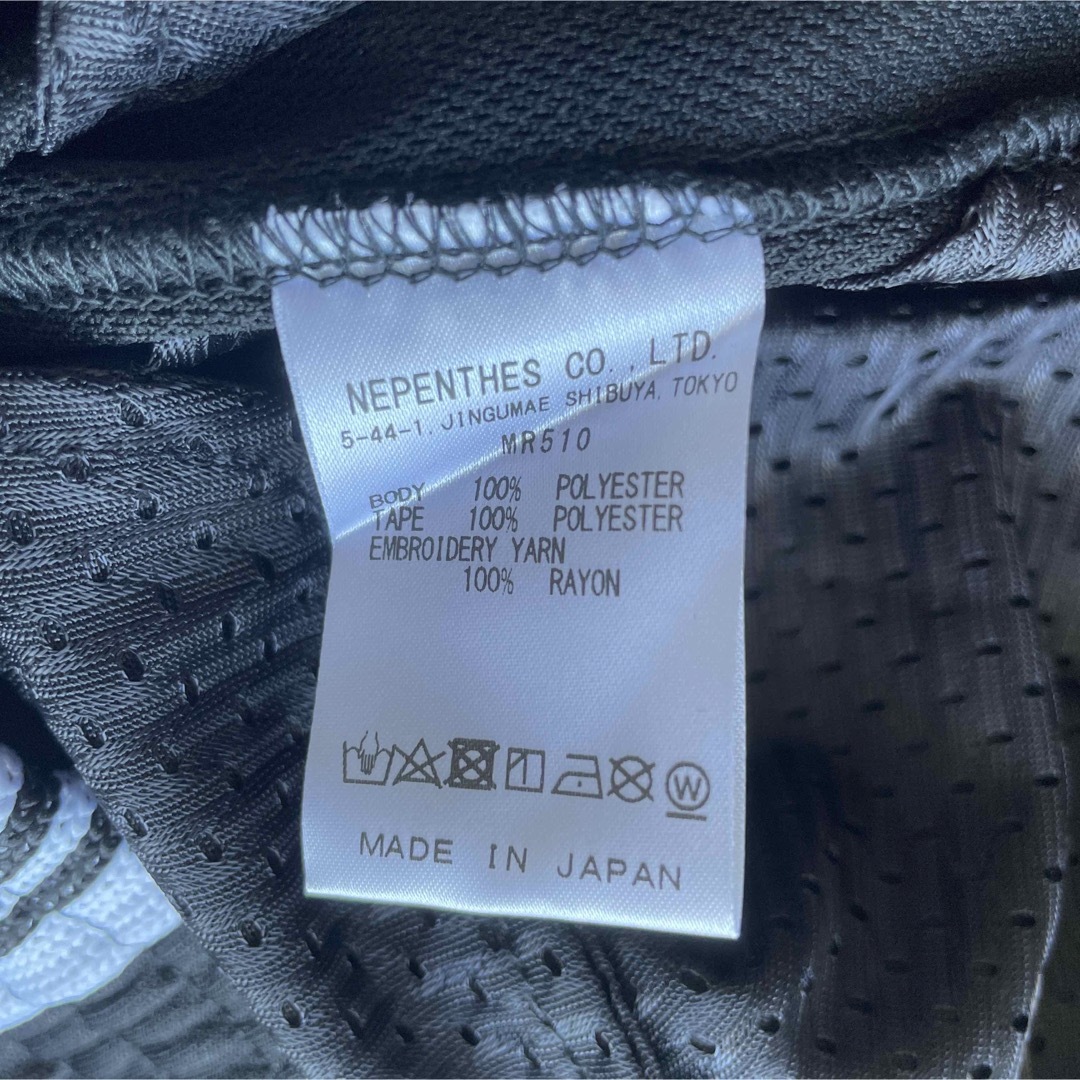 NEPENTHES CO.,LTD.
5-44-1, JINGUMAE SHIBUYA, TOKYO
MR510
BODY 100% POLYESTER
TAPE 100% POLYESTER
EMBROIDERY YARN
100% RAYON
W
MADE IN JAPAN